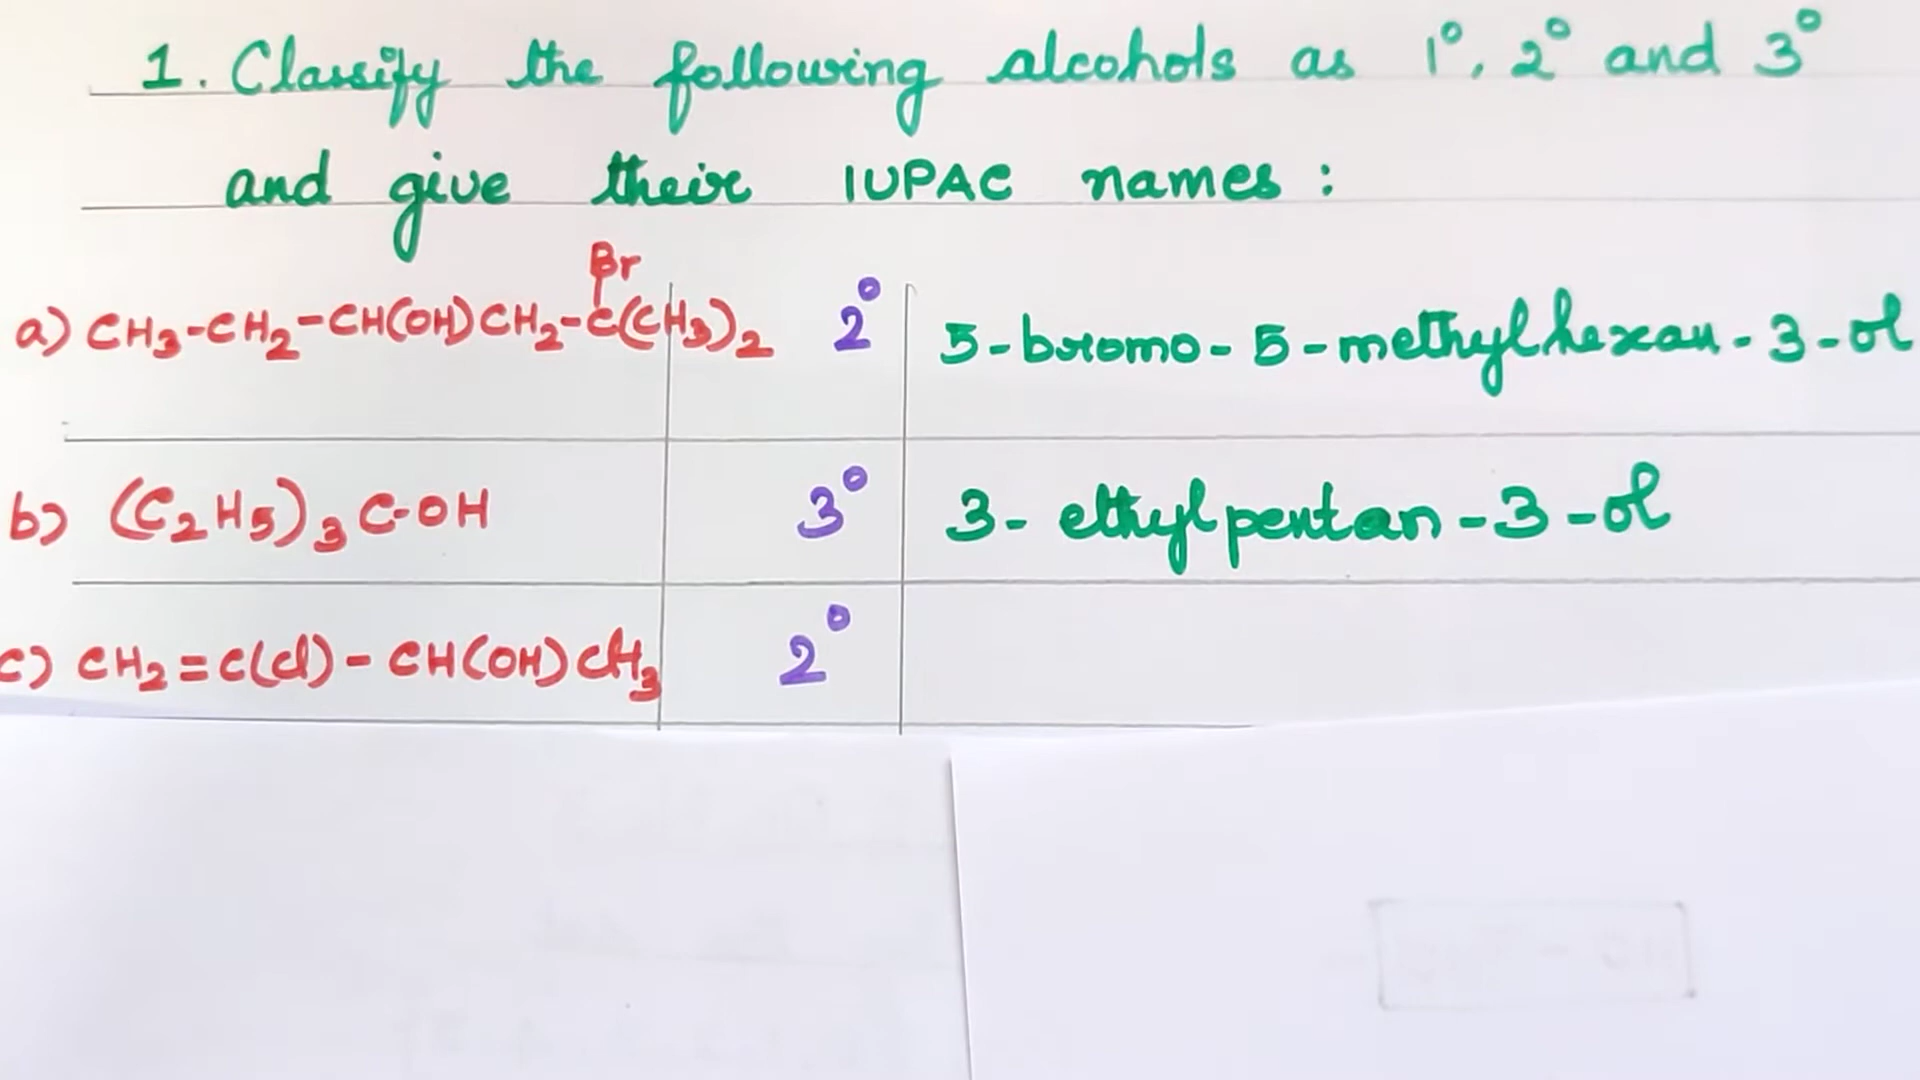 1. Classify the following alcohols as 1°, 2° and 3°
and give their IUPAC names :
Br
a) CH₃-CH₂-CH(OH)CH₂-C(CH₃)₂ 2° 5-bromo-5-methylhexan-3-ol
b) (C₂H₅)₃C-OH 3° 3-ethylpentan-3-ol
c) CH₂=C(Cl)-CH(OH)CH₃ 2°